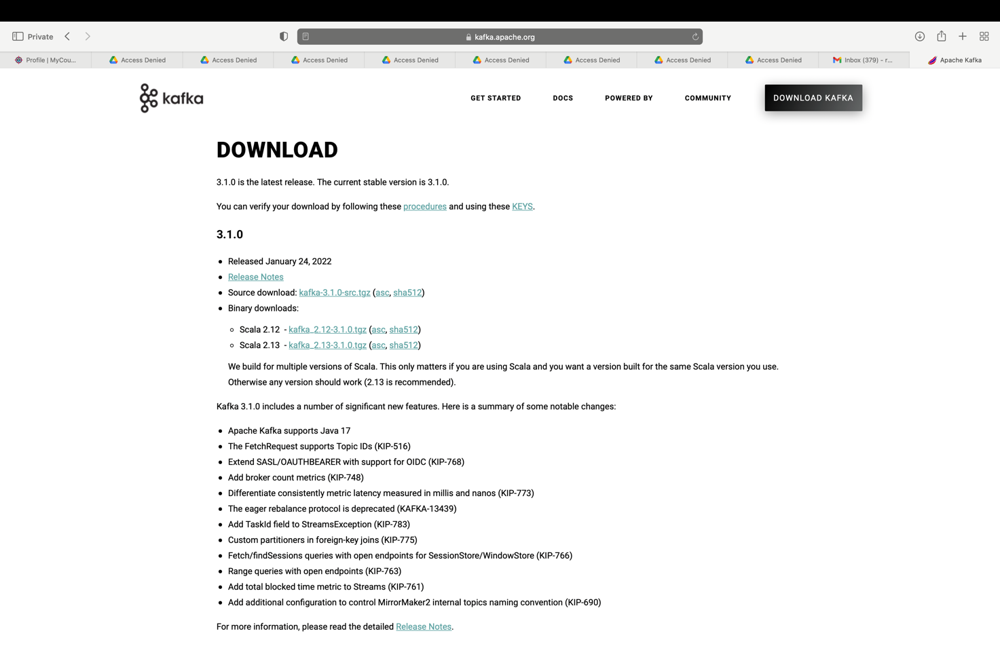 Private
kafka.apache.org
Profile | MyCou...
Access Denied
Access Denied
Access Denied
Access Denied
Access Denied
Access Denied
Access Denied
Access Denied
Inbox (379) - r...
Apache Kafka
kafka
GET STARTED
DOCS
POWERED BY
COMMUNITY
DOWNLOAD KAFKA
DOWNLOAD
3.1.0 is the latest release. The current stable version is 3.1.0.
You can verify your download by following these procedures and using these KEYS.
3.1.0
Released January 24, 2022
Release Notes
Source download: kafka-3.1.0-src.tgz (asc, sha512)
Binary downloads:
Scala 2.12 - kafka_2.12-3.1.0.tgz (asc, sha512)
Scala 2.13 - kafka_2.13-3.1.0.tgz (asc, sha512)
We build for multiple versions of Scala. This only matters if you are using Scala and you want a version built for the same Scala version you use.
Otherwise any version should work (2.13 is recommended).
Kafka 3.1.0 includes a number of significant new features. Here is a summary of some notable changes:
Apache Kafka supports Java 17
The FetchRequest supports Topic IDs (KIP-516)
Extend SASL/OAUTHBEARER with support for OIDC (KIP-768)
Add broker count metrics (KIP-748)
Differentiate consistently metric latency measured in millis and nanos (KIP-773)
The eager rebalance protocol is deprecated (KAFKA-13439)
Add TaskId field to StreamsException (KIP-783)
Custom partitioners in foreign-key joins (KIP-775)
Fetch/findSessions queries with open endpoints for SessionStore/WindowStore (KIP-766)
Range queries with open endpoints (KIP-763)
Add total blocked time metric to Streams (KIP-761)
Add additional configuration to control MirrorMaker2 internal topics naming convention (KIP-690)
For more information, please read the detailed Release Notes.